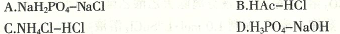 A.NaH₂PO₄-NaCl B.HAc-HCl
C.NH₄Cl-HCl D.H₃PO₄-NaOH